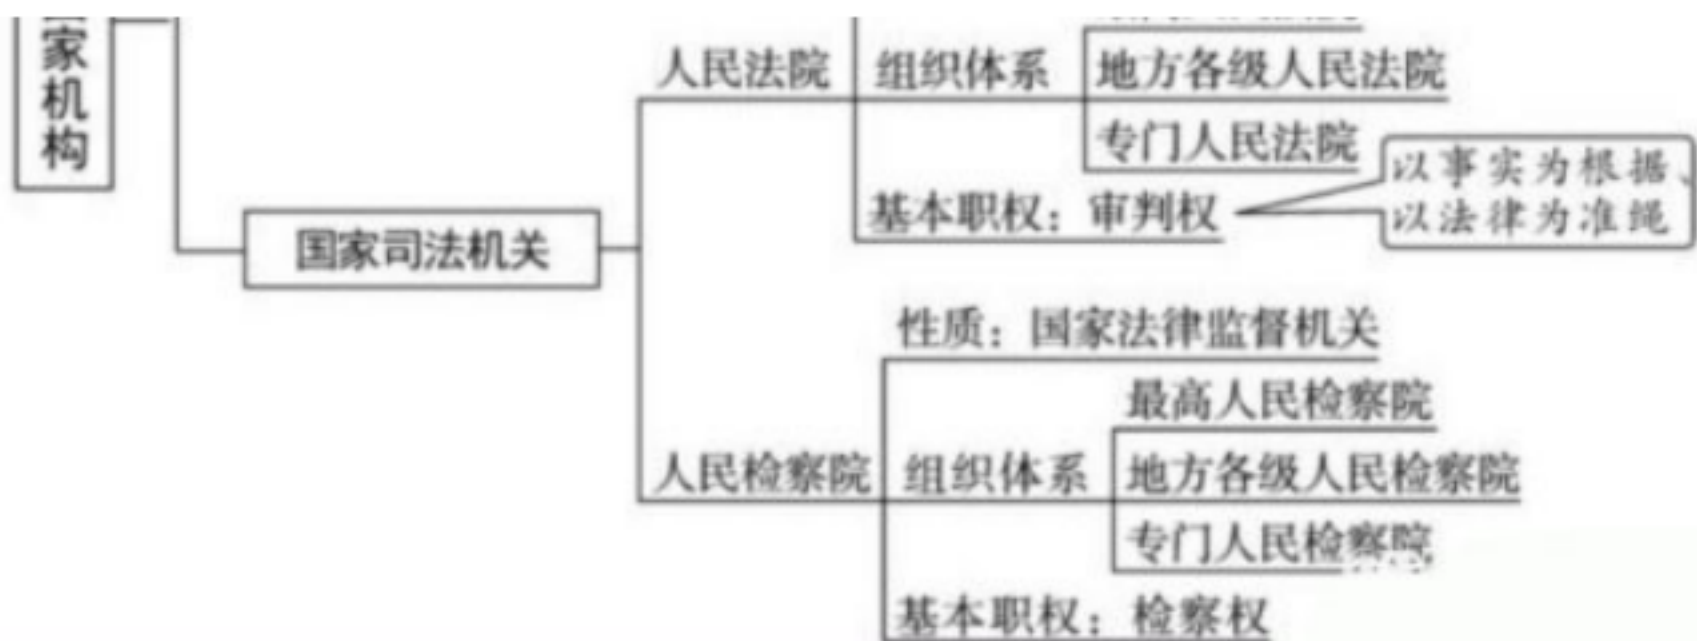 家机构
人民法院
组织体系
地方各级人民法院
专门人民法院
基本职权：审判权
以事实为根据、
以法律为准绳
国家司法机关
性质：国家法律监督机关
最高人民检察院
人民检察院
组织体系
地方各级人民检察院
专门人民检察院
基本职权：检察权